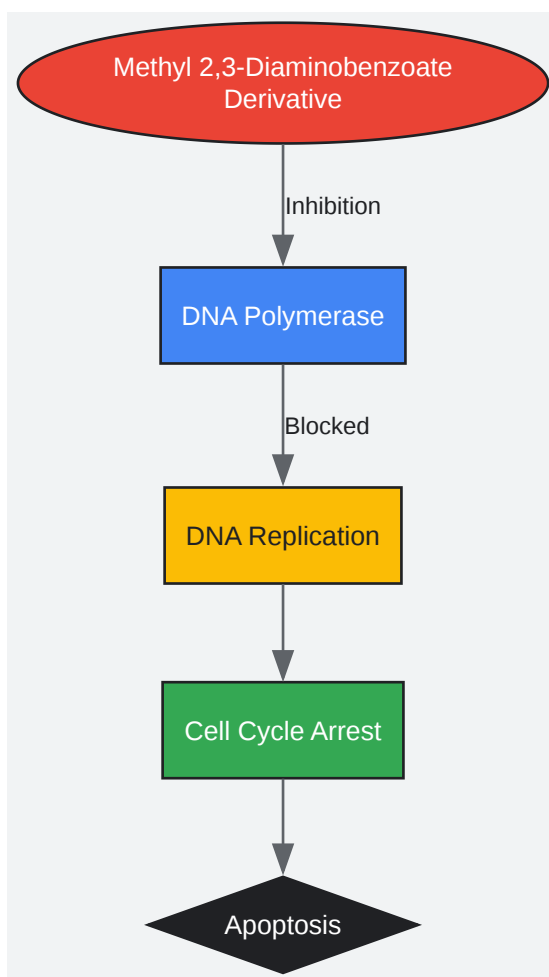 Methyl 2,3-Diaminobenzoate
Derivative
Inhibition
DNA Polymerase
Blocked
DNA Replication
Cell Cycle Arrest
Apoptosis